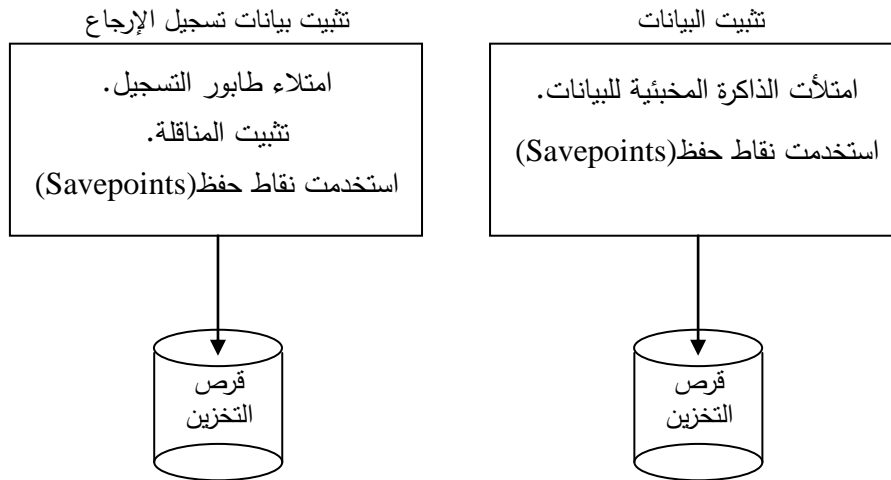 تثبيت البيانات
امتلأت الذاكرة المخبئية للبيانات.
استخدمت نقاط حفظ(Savepoints)
قرص
التخزين
تثبيت بيانات تسجيل الإرجاع
امتلاء طابور التسجيل.
تثبيت المناقلة.
استخدمت نقاط حفظ(Savepoints)
قرص
التخزين